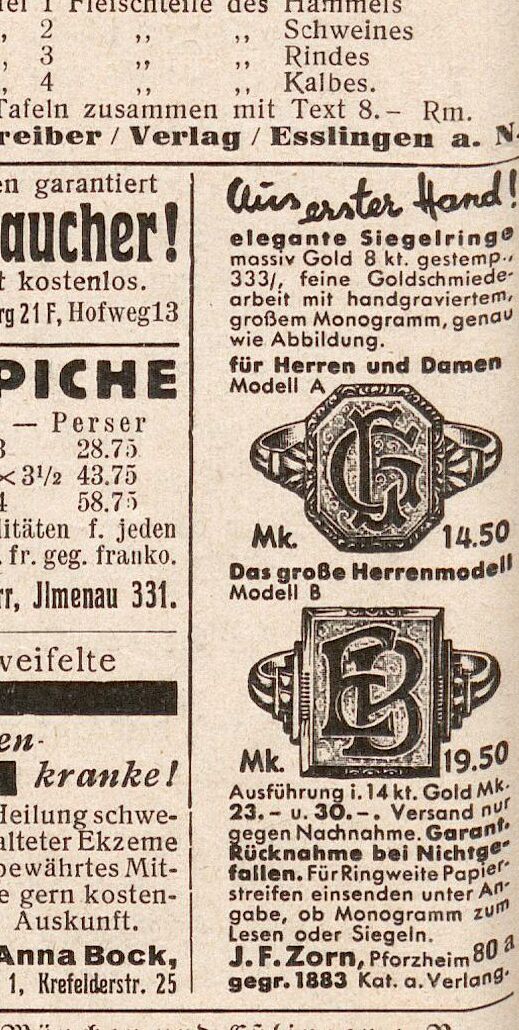 1 Fleischteile des Hammels
„ 2 „ „ Schweines
„ 3 „ „ Rindes
„ 4 „ „ Kalbes.
Tafeln zusammen mit Text 8.– Rm.
reiber / Verlag / Esslingen a. N.
en garantiert
aucher!
t kostenlos.
rg 21 F, Hofweg13
PICHE
— Perser
3 28.75
× 3½ 43.75
4 58.75
litäten f. jeden
. fr. geg. franko.
rr, Jlmenau 331.
weifelte
en-
kranke!
Heilung schwe-
alteter Ekzeme
bewährtes Mit-
e gern kosten-
Auskunft.
Anna Bock,
1, Krefelderstr. 25
Aus erster Hand!
elegante Siegelringe
massiv Gold 8 kt. gestemp.,
333/, feine Goldschmiede-
arbeit mit handgraviertem,
großem Monogramm, genau
wie Abbildung.
für Herren und Damen
Modell A
Mk. 14.50
Das große Herrenmodell
Modell B
Mk. 19.50
Ausführung i. 14 kt. Gold Mk.
23.– u. 30.–. Versand nur
gegen Nachnahme. Garant.
Rücknahme bei Nichtge-
fallen. Für Ringweite Papier-
streifen einsenden unter An-
gabe, ob Monogramm zum
Lesen oder Siegeln.
J. F. Zorn, Pforzheim 80 a
gegr. 1883 Kat. a. Verlang.